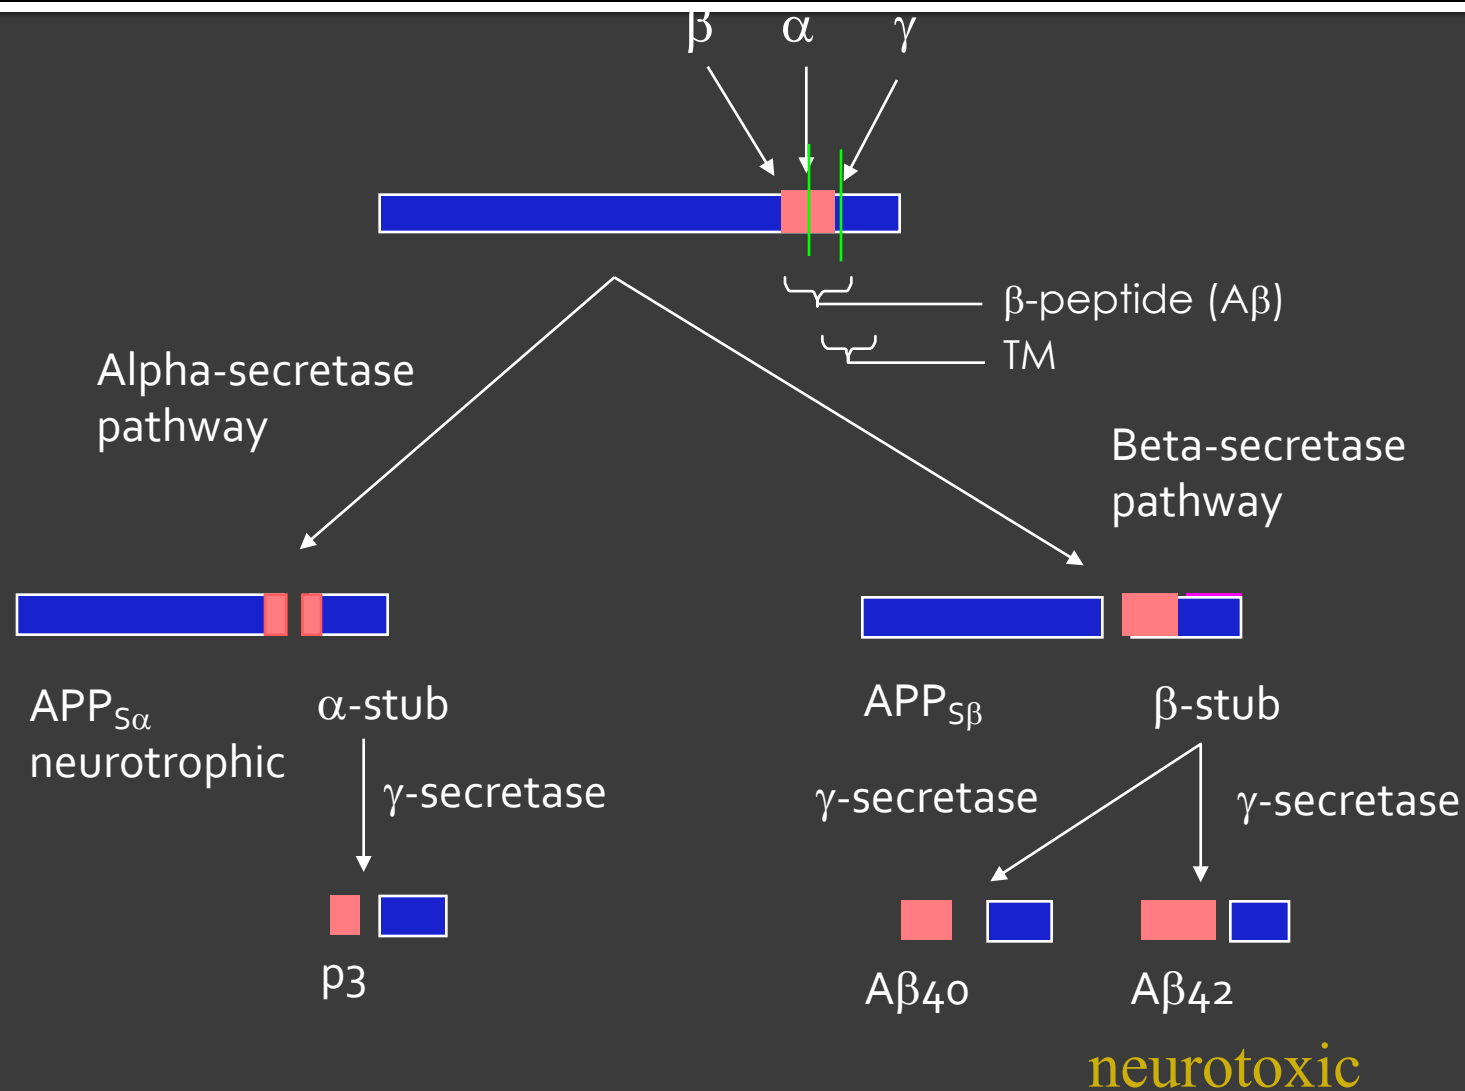 β α γ
β-peptide (Aβ)
TM
Alpha-secretase
pathway
Beta-secretase
pathway
APPSα
neurotrophic
α-stub
γ-secretase
p3
APPSβ
β-stub
γ-secretase
γ-secretase
Aβ40
Aβ42
neurotoxic